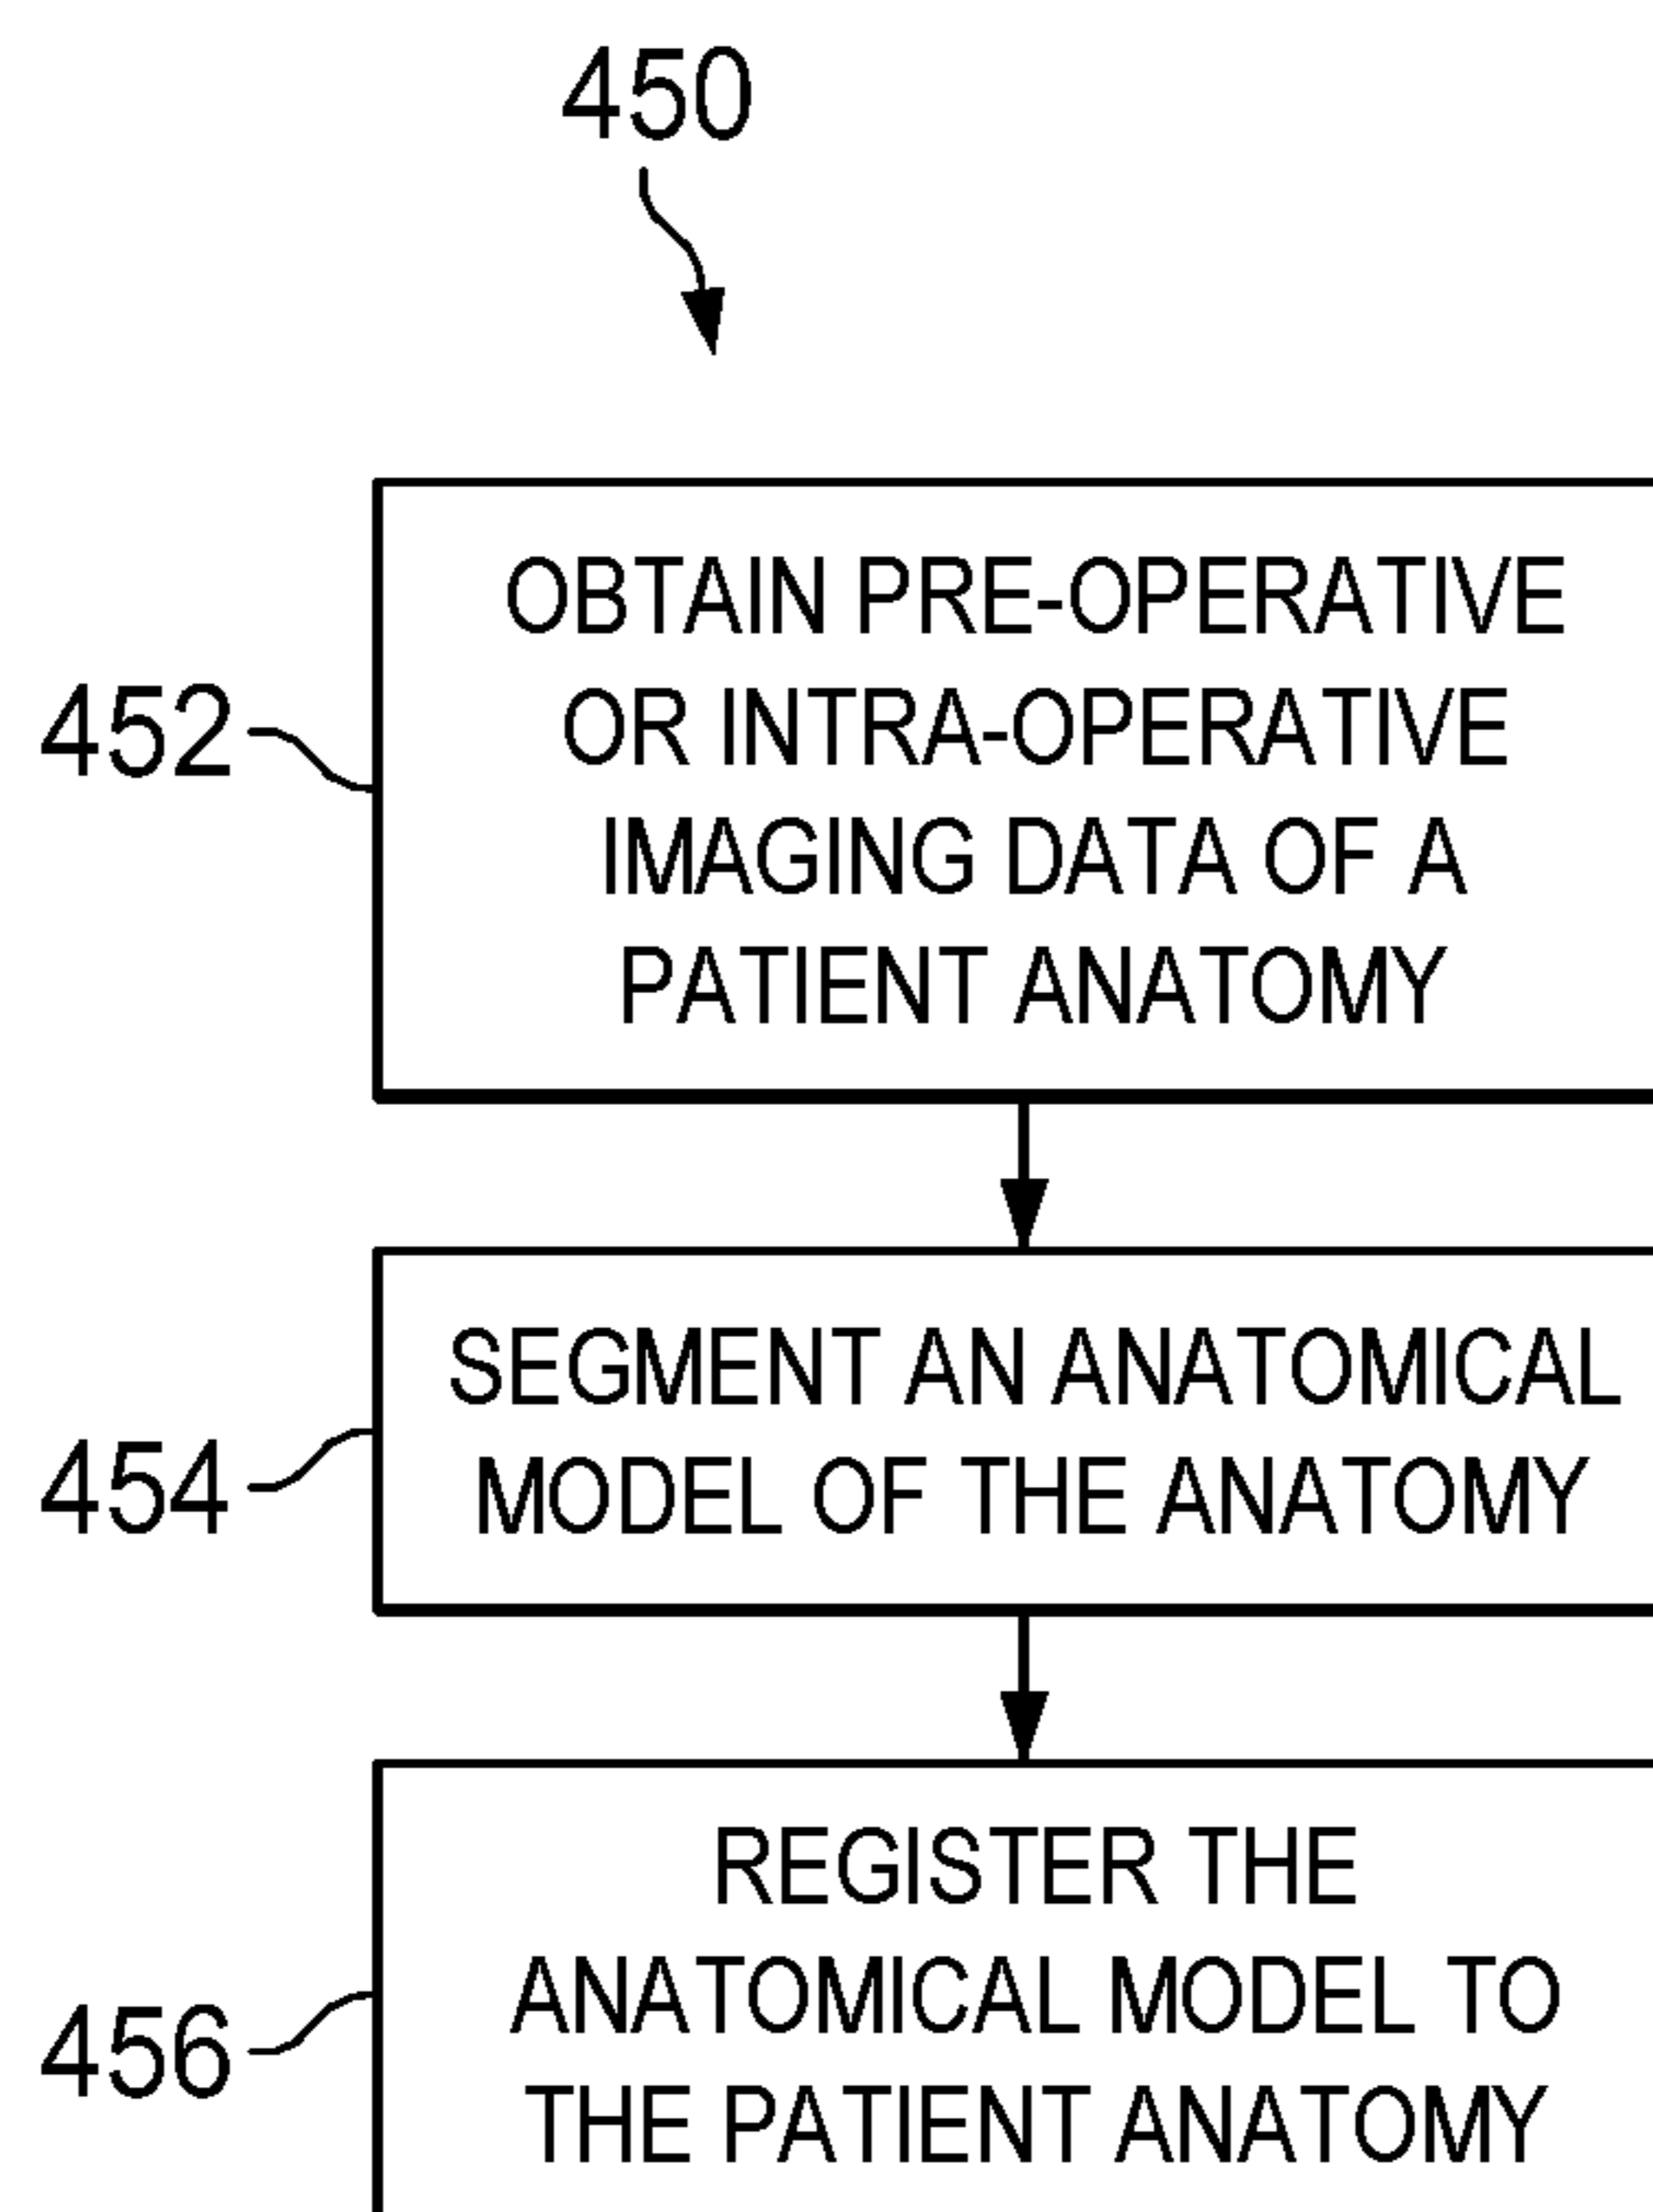 450
452
OBTAIN PRE-OPERATIVE
OR INTRA-OPERATIVE
IMAGING DATA OF A
PATIENT ANATOMY
454
SEGMENT AN ANATOMICAL
MODEL OF THE ANATOMY
456
REGISTER THE
ANATOMICAL MODEL TO
THE PATIENT ANATOMY